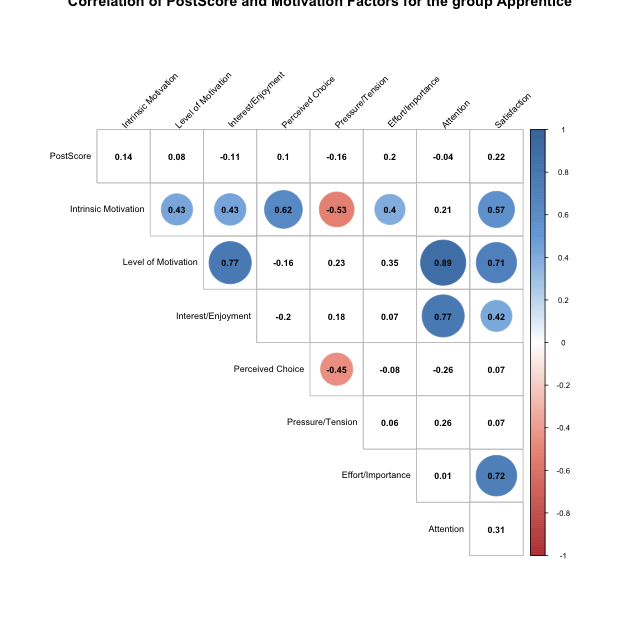 Correlation of PostScore and Motivation Factors for the group Apprentice
Intrinsic Motivation
Level of Motivation
Interest/Enjoyment
Perceived Choice
Pressure/Tension
Effort/Importance
Attention
Satisfaction
PostScore 0.14 0.08 -0.11 0.1 -0.16 0.2 -0.04 0.22
Intrinsic Motivation 0.43 0.43 0.62 -0.53 0.4 0.21 0.57
Level of Motivation 0.77 -0.16 0.23 0.35 0.89 0.71
Interest/Enjoyment -0.2 0.18 0.07 0.77 0.42
Perceived Choice -0.45 -0.08 -0.26 0.07
Pressure/Tension 0.06 0.26 0.07
Effort/Importance 0.01 0.72
Attention 0.31
1
0.8
0.6
0.4
0.2
0
-0.2
-0.4
-0.6
-0.8
-1